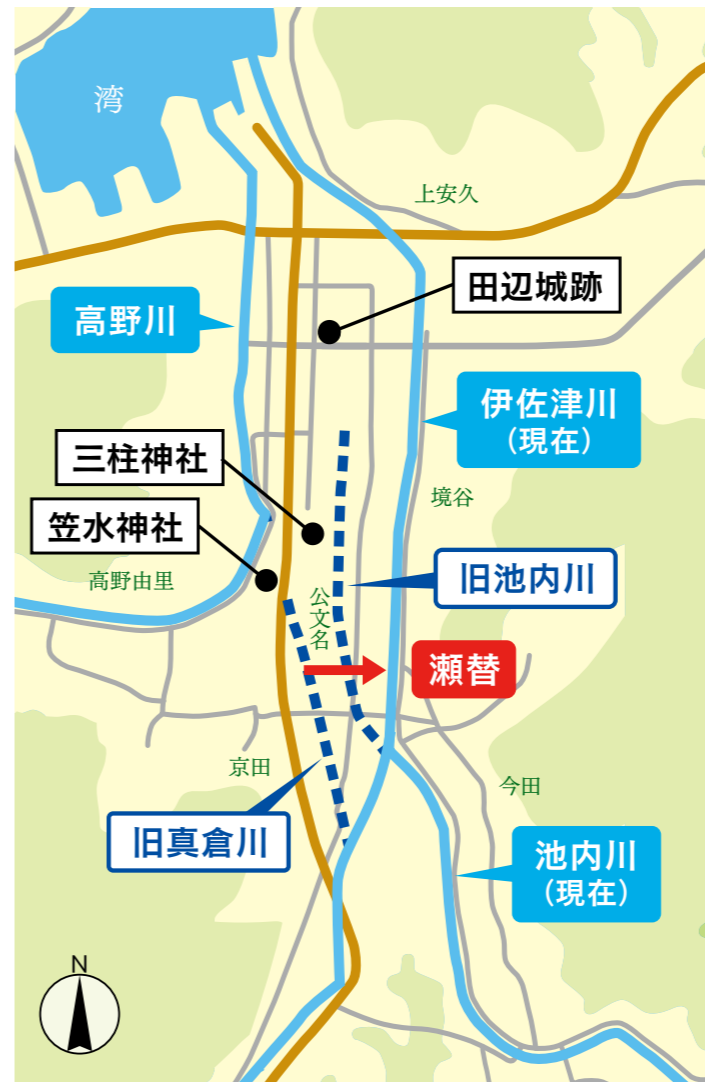 湾
上安久
田辺城跡
高野川
伊佐津川
（現在）
三柱神社
境谷
笠水神社
高野由里
旧池内川
公文名
瀬替
京田
今田
旧真倉川
池内川
（現在）
N